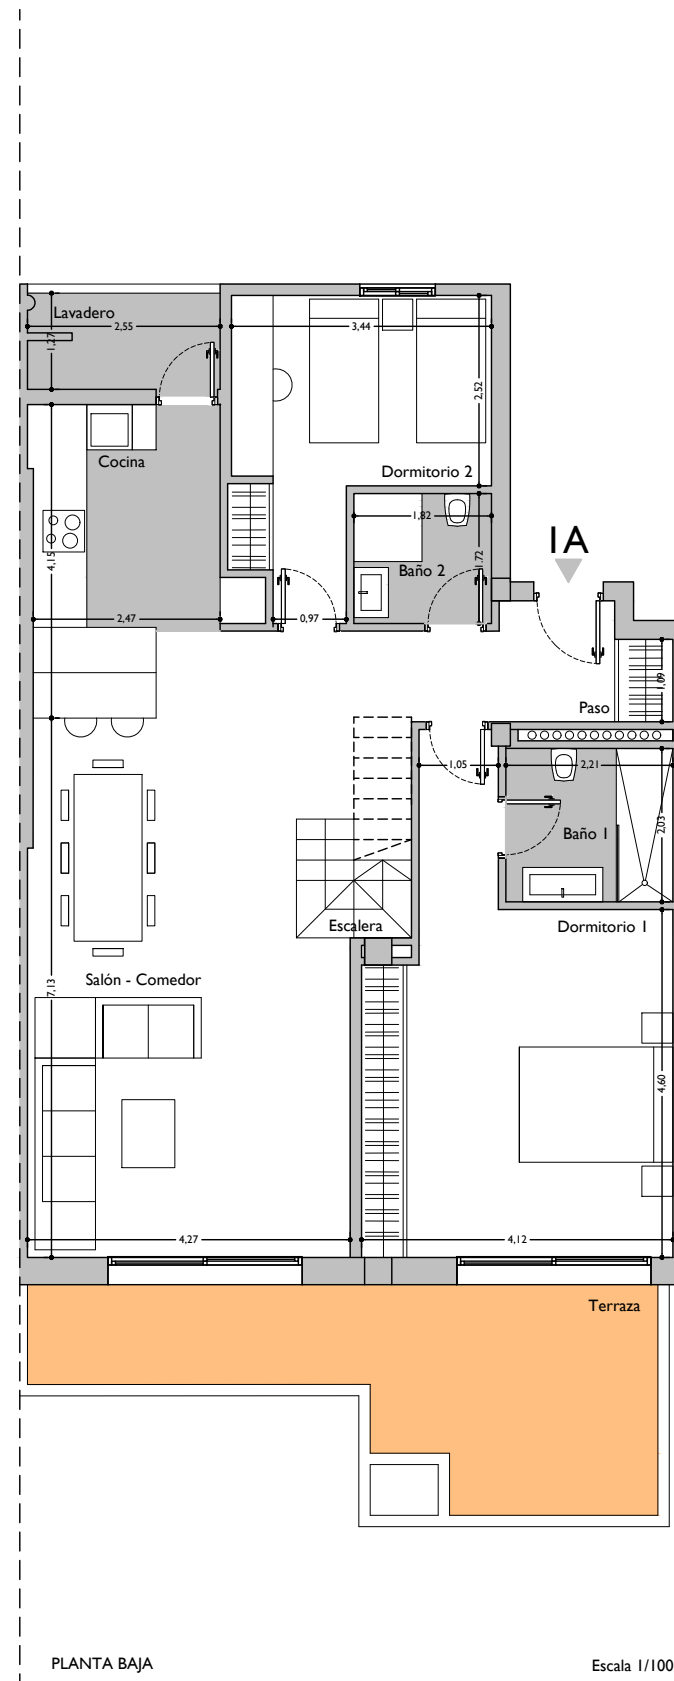 Lavadero
2,55
1,27
3,44
2,52
Cocina
Dormitorio 2
1,82
1,72
Baño 2
1A
4,15
2,47
0,97
1,09
Paso
1,05
2,21
2,03
Baño 1
Escalera
Dormitorio 1
Salón - Comedor
7,13
4,60
4,27
4,12
Terraza
PLANTA BAJA
Escala 1/100